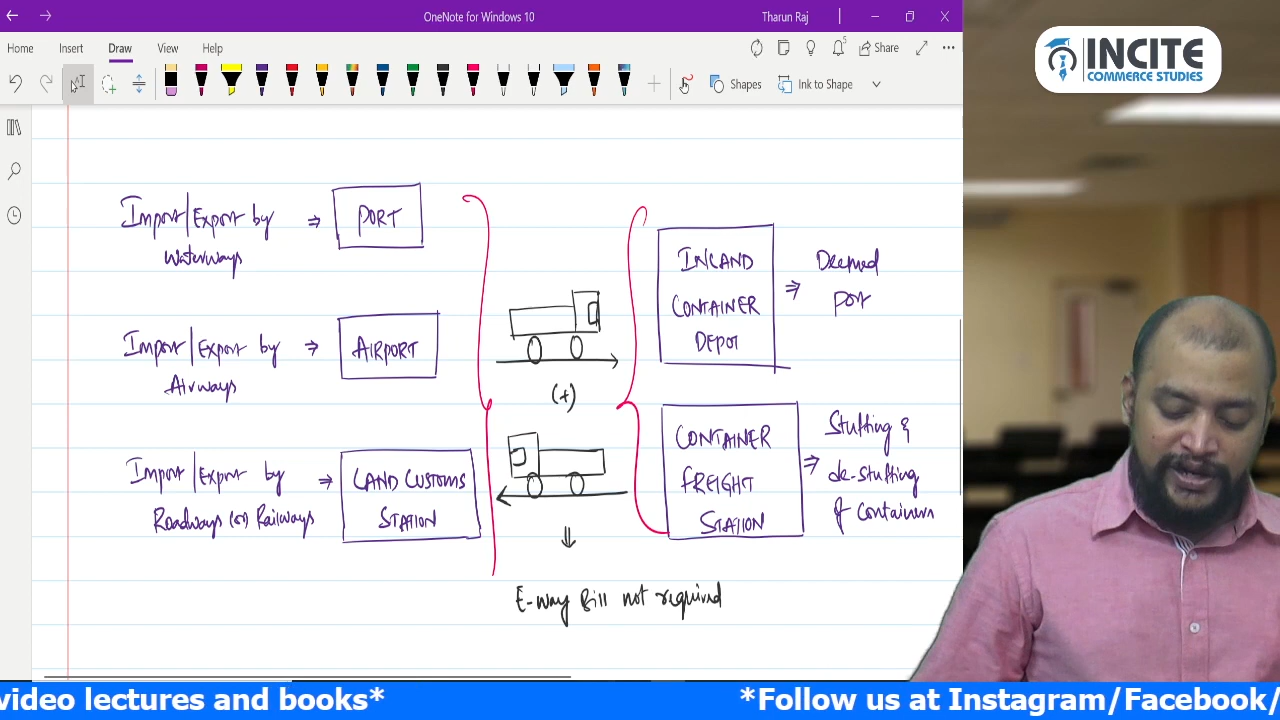 OneNote for Windows 10
Tharun Raj
Home Insert Draw View Help
5
Share
Shapes
Ink to Shape
INCITE
COMMERCE STUDIES
Import/Export by
Waterways
⇒
PORT
Import/Export by
Airways
⇒
AIRPORT
Import/Export by
Roadways (or) Railways
⇒
LAND CUSTOMS
STATION
(+)
⇓
E-way Bill not required
INLAND
CONTAINER
DEPOT
⇒
Deemed
port
CONTAINER
FREIGHT
STATION
⇒
Stuffing &
de-stuffing
of containers
video lectures and books*
*Follow us at Instagram/Facebook/